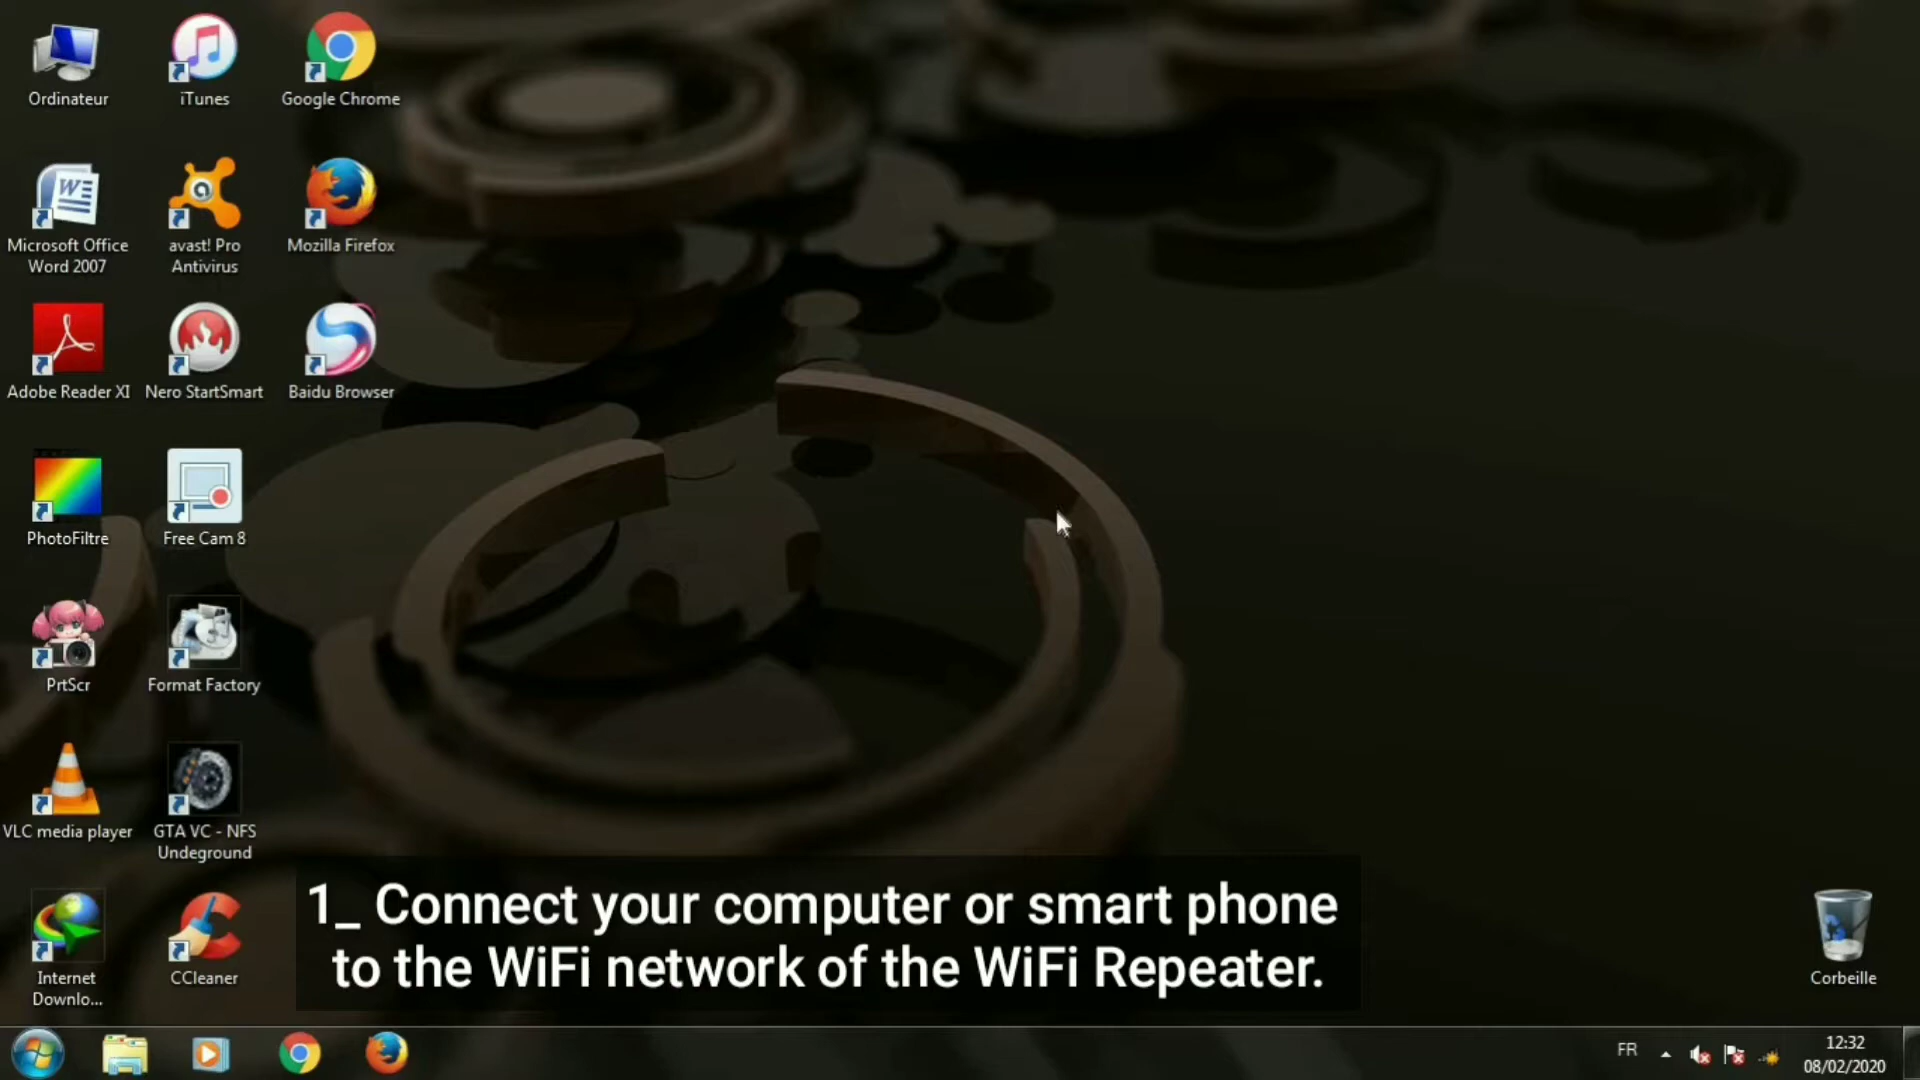 Ordinateur
iTunes
Google Chrome
Microsoft Office
Word 2007
avast! Pro
Antivirus
Mozilla Firefox
Adobe Reader XI
Nero StartSmart
Baidu Browser
PhotoFiltre
Free Cam 8
PrtScr
Format Factory
VLC media player
GTA VC - NFS
Undeground
Internet
Downlo...
CCleaner
Corbeille
1_ Connect your computer or smart phone
to the WiFi network of the WiFi Repeater.
FR
12:32
08/02/2020